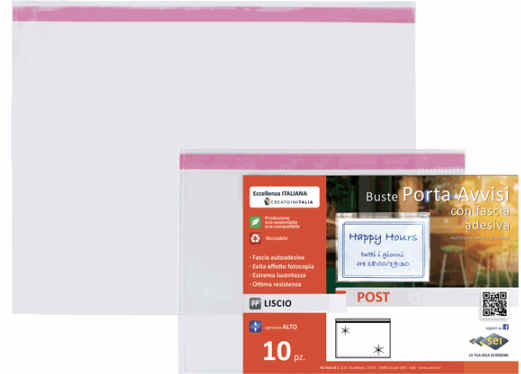 Eccellenza ITALIANA
CREATOINITALIA
Produzione
eco-sostenibile
eco-compatibile
Riciclabile
- Fascia autoadesiva
- Evita effetto fotocopia
- Estrema lucentezza
- Ottima resistenza
PP LISCIO
spessore ALTO
10 pz.
Buste Porta Avvisi
con fascia
adesiva
Happy Hours
tutti i giorni
ore 18:00/19:30
POST
seguici su f
sei
LA TUA IDEA DI ORDINE